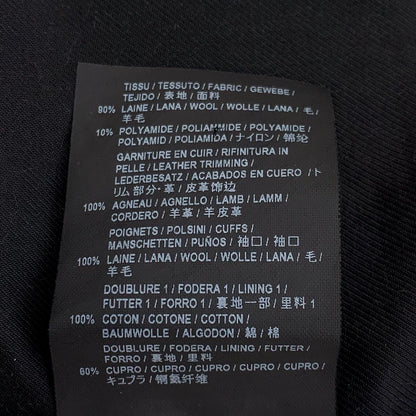 TISSU / TESSUTO / FABRIC / GEWEBE /
TEJIDO / 表地 / 面料
90% LAINE / LANA / WOOL / WOLLE / LANA / 毛 /
羊毛
10% POLYAMIDE / POLIAMMIDE / POLYAMIDE /
POLYAMID / POLIAMIDA / ナイロン / 锦纶
GARNITURE EN CUIR / RIFINITURA IN
PELLE / LEATHER TRIMMING /
LEDERBESATZ / ACABADOS EN CUERO / ト
リム部分・革 / 皮革饰边
100% AGNEAU / AGNELLO / LAMB / LAMM /
CORDERO / 羊革 / 羊皮革
POIGNETS / POLSINI / CUFFS /
MANSCHETTEN / PUÑOS / 袖口 / 袖口
100% LAINE / LANA / WOOL / WOLLE / LANA / 毛 /
羊毛
DOUBLURE 1 / FODERA 1 / LINING 1 /
FUTTER 1 / FORRO 1 / 裏地一部 / 里料 1
100% COTON / COTONE / COTTON /
BAUMWOLLE / ALGODON / 綿 / 棉
DOUBLURE / FODERA / LINING / FUTTER /
FORRO / 裏地 / 里料
60% CUPRO / CUPRO / CUPRO / CUPRO / CUPRO /
キュプラ / 铜氨纤维